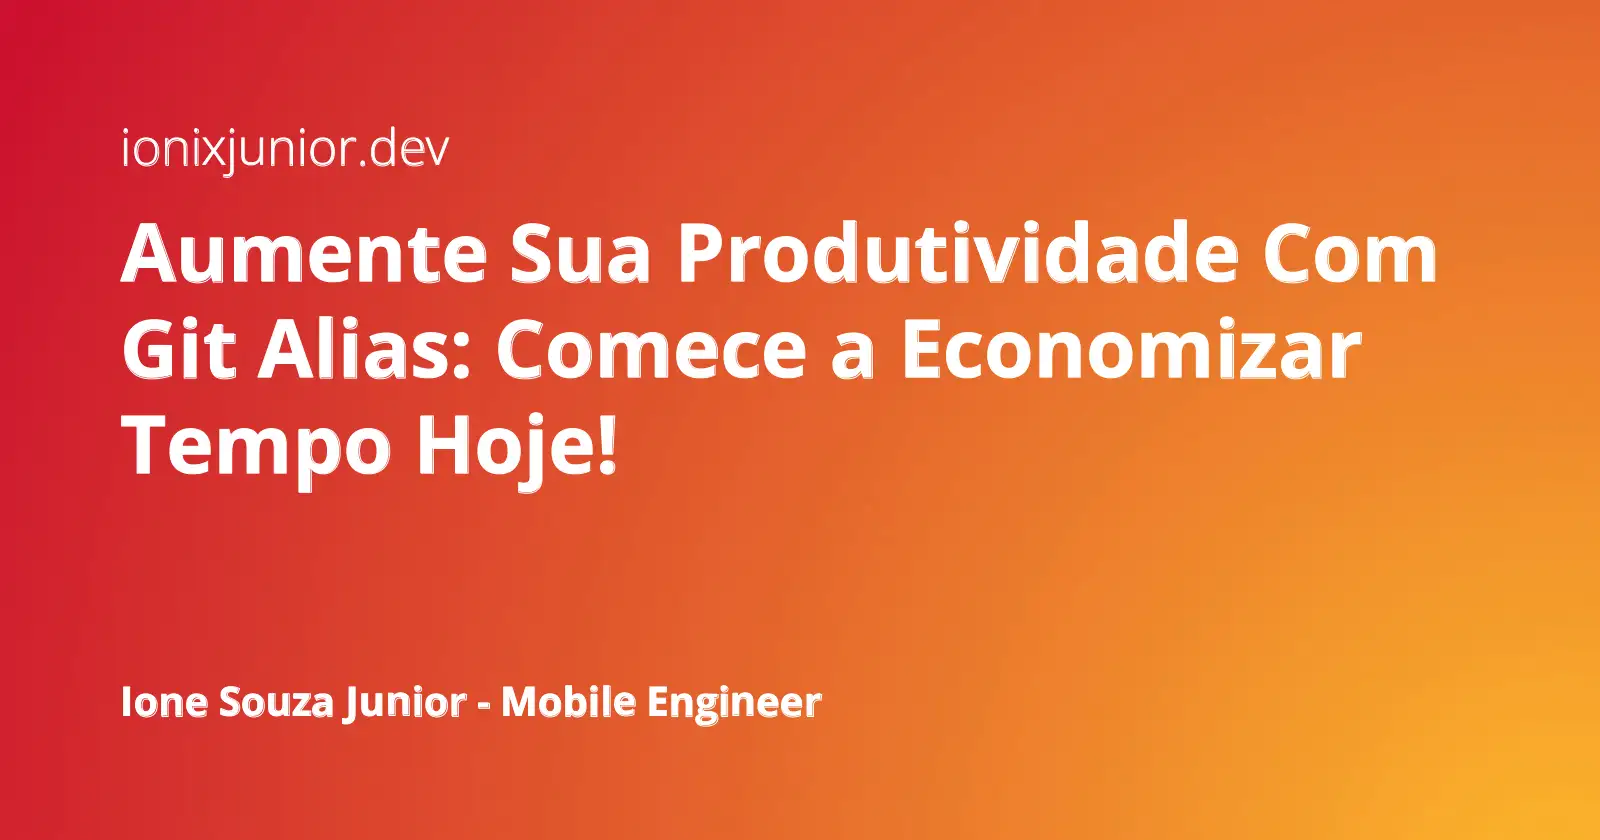 ionixjunior.dev
Aumente Sua Produtividade Com
Git Alias: Comece a Economizar
Tempo Hoje!
Ione Souza Junior - Mobile Engineer